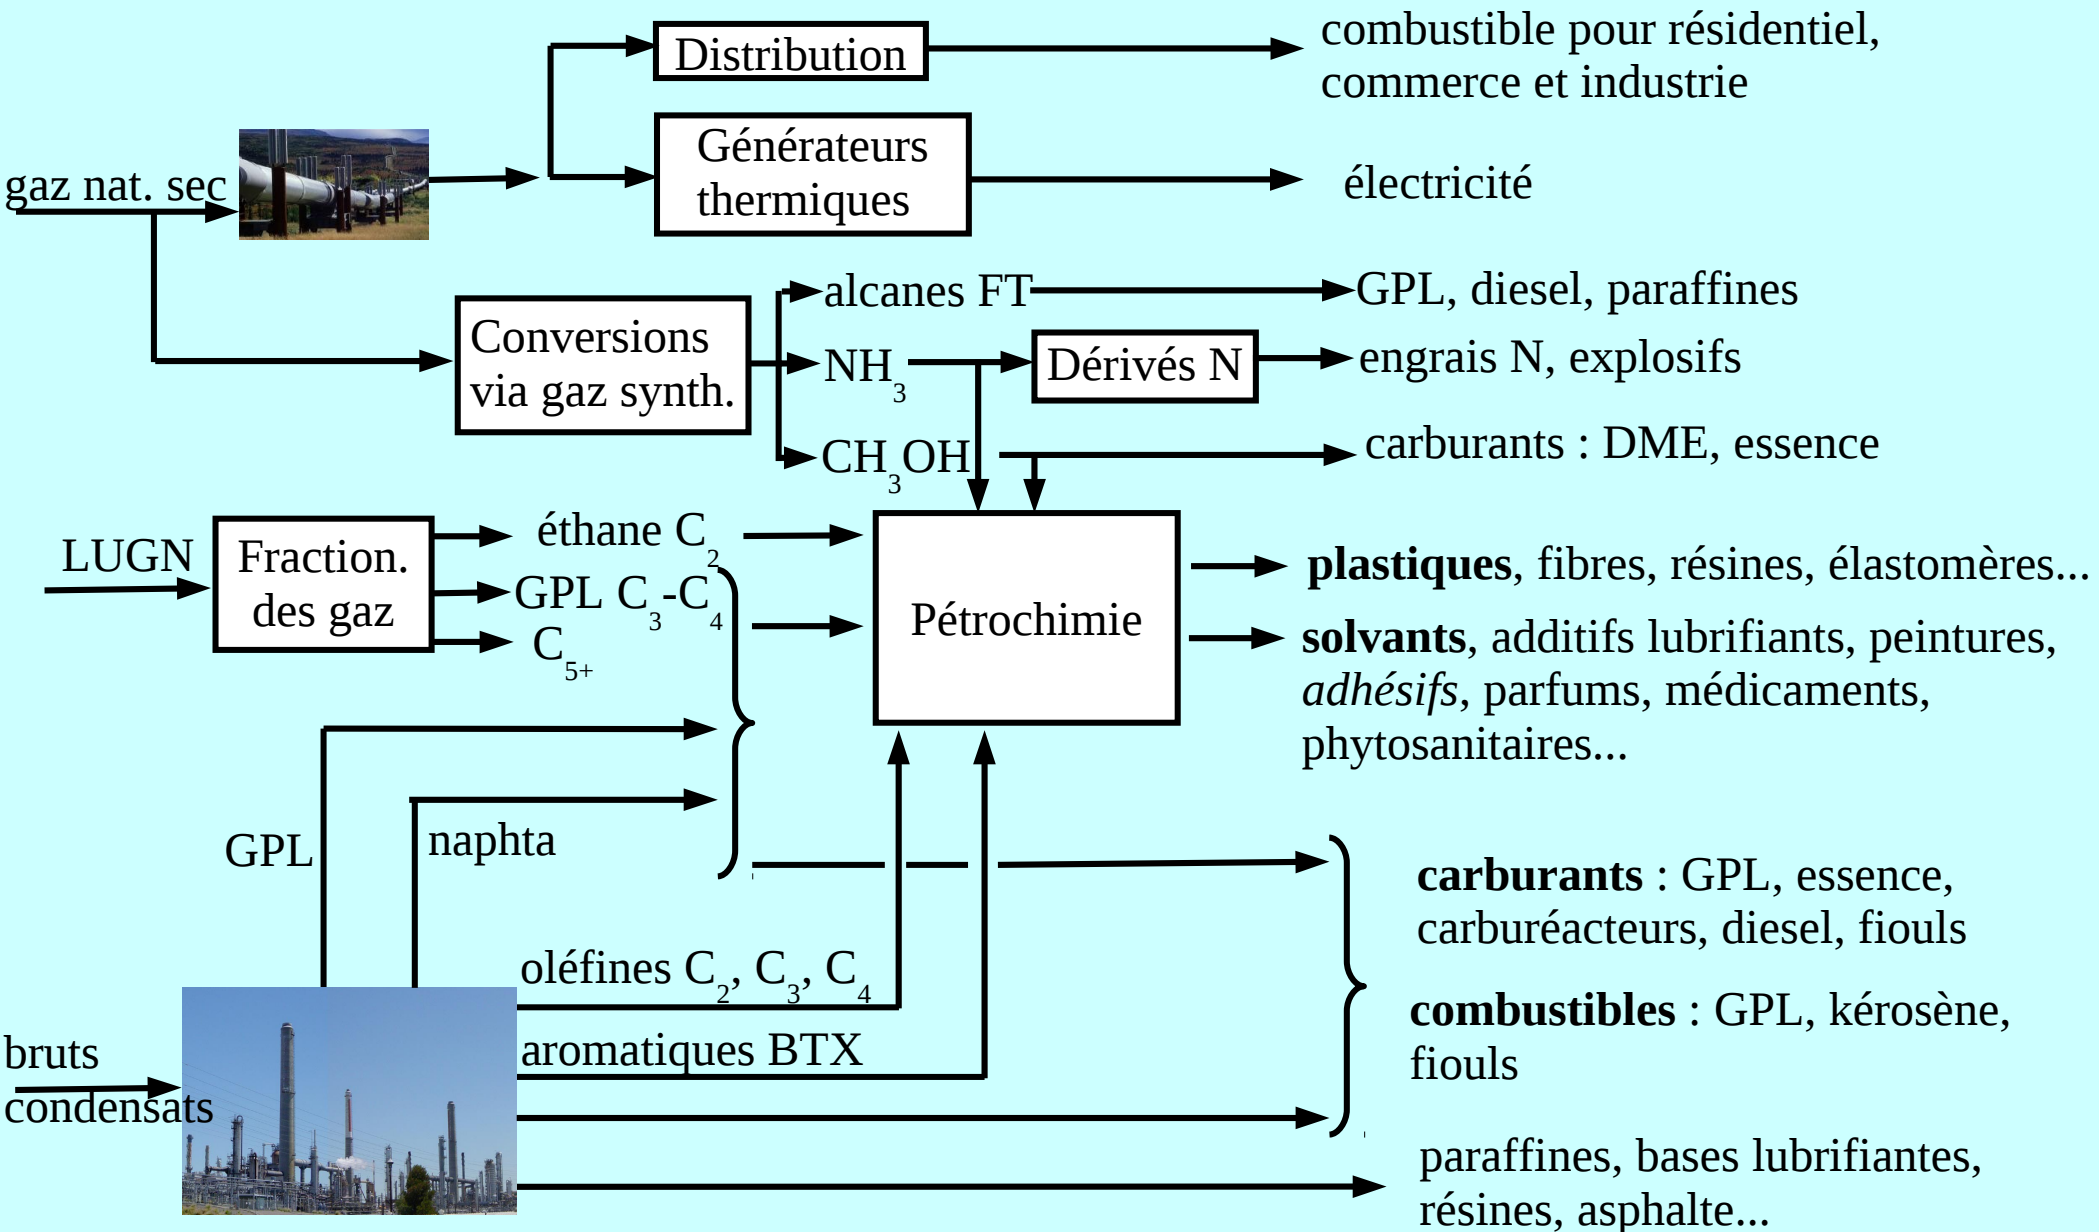 combustible pour résidentiel,
commerce et industrie
Distribution
Générateurs
thermiques
électricité
gaz nat. sec
alcanes FT
GPL, diesel, paraffines
Conversions
via gaz synth.
NH3
Dérivés N
engrais N, explosifs
CH3OH
carburants : DME, essence
LUGN
Fraction.
des gaz
éthane C2
GPL C3-C4
C5+
Pétrochimie
plastiques, fibres, résines, élastomères...
solvants, additifs lubrifiants, peintures,
adhésifs, parfums, médicaments,
phytosanitaires...
GPL
naphta
carburants : GPL, essence,
carburéacteurs, diesel, fiouls
oléfines C2, C3, C4
combustibles : GPL, kérosène,
fiouls
bruts
condensats
aromatiques BTX
paraffines, bases lubrifiantes,
résines, asphalte...